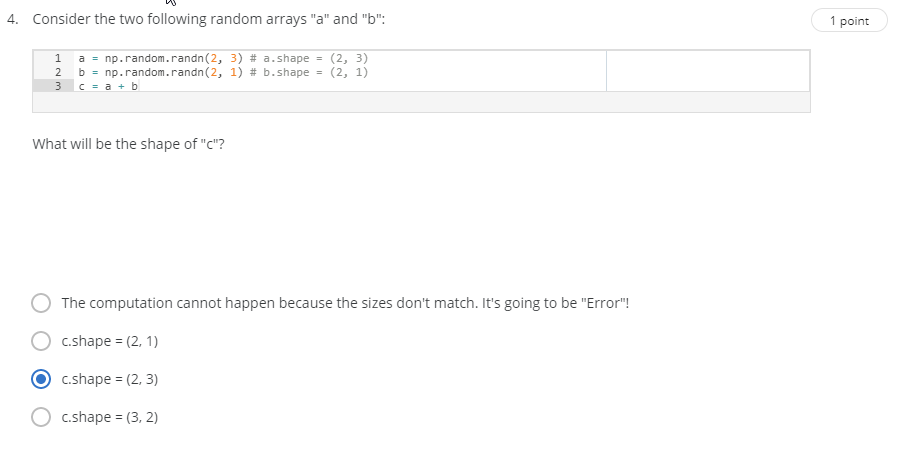 4. Consider the two following random arrays "a" and "b":
1 point
1 a = np.random.randn(2, 3) # a.shape = (2, 3)
2 b = np.random.randn(2, 1) # b.shape = (2, 1)
3 c = a + b
What will be the shape of "c"?
The computation cannot happen because the sizes don't match. It's going to be "Error"!
c.shape = (2, 1)
c.shape = (2, 3)
c.shape = (3, 2)